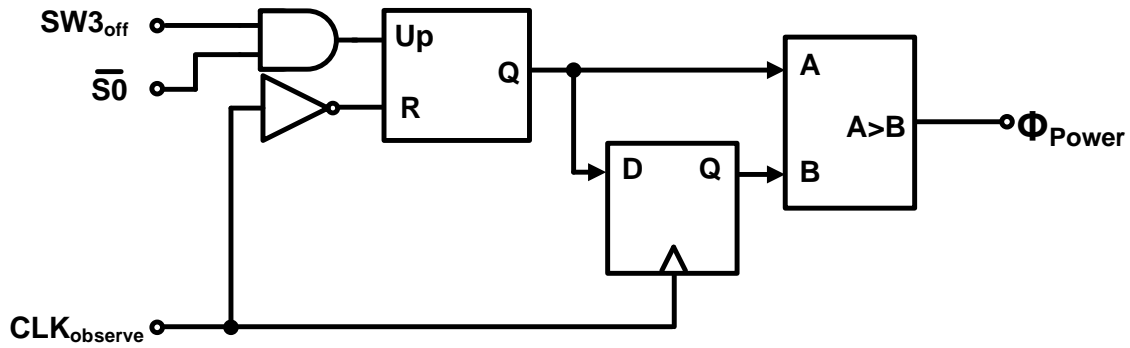 SW3off
S0
Up
Q
R
A
A>B
B
ΦPower
D
Q
CLKobserve